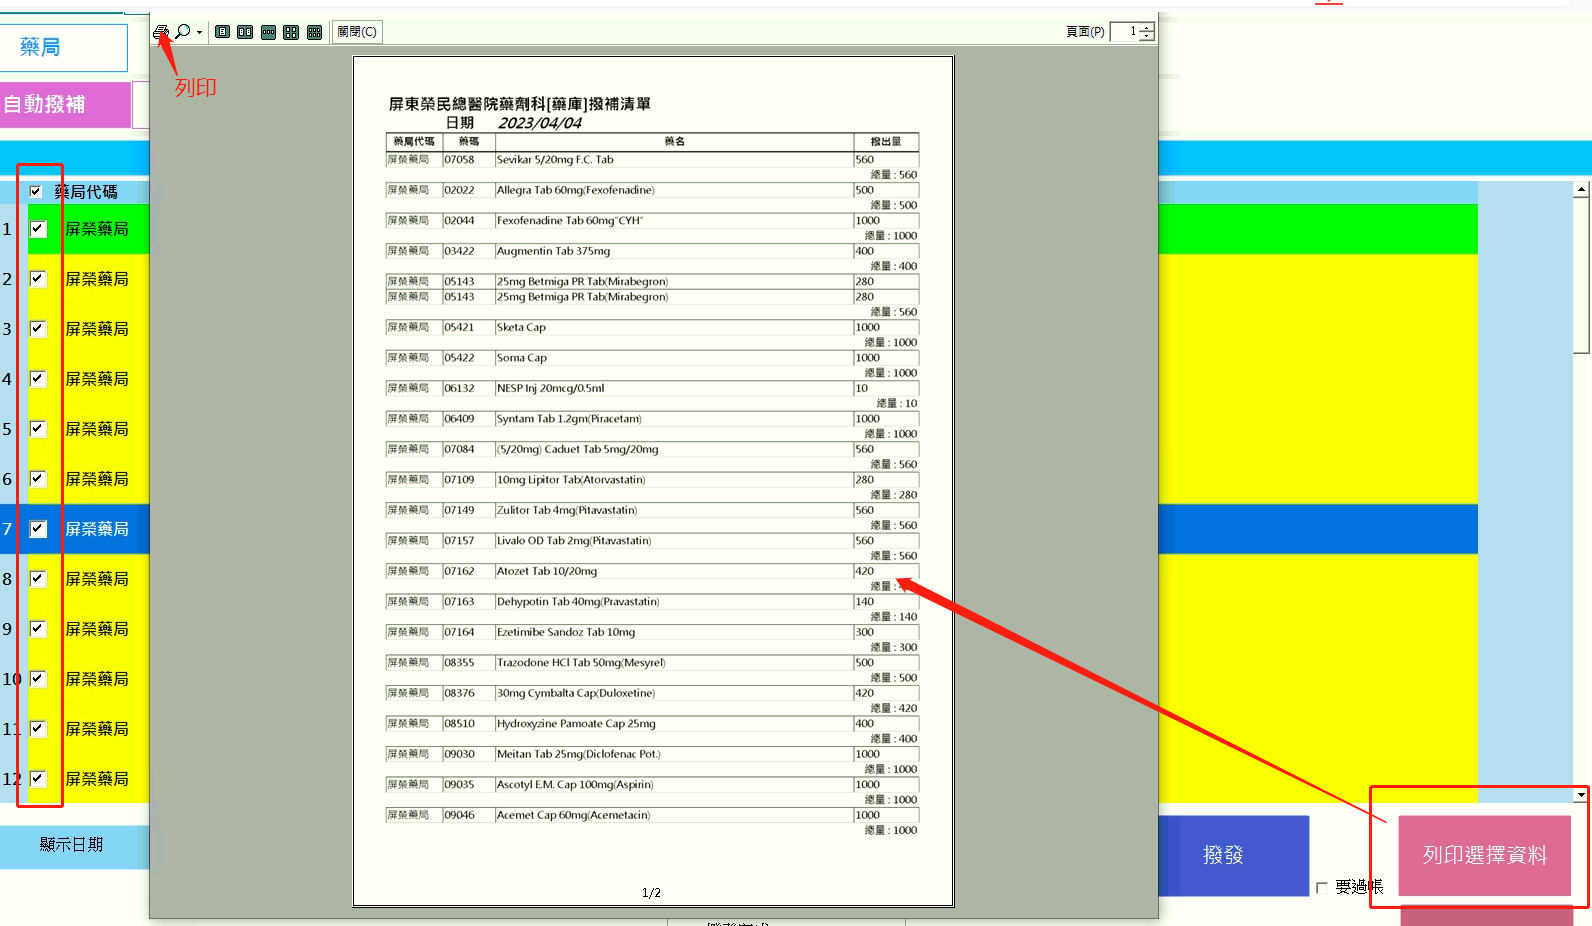 關閉(C)
頁面(P)
1
藥局
列印
自動撥補
屏東榮民總醫院藥劑科[藥庫]撥補清單
日期 2023/04/04
藥局代碼 藥碼 藥名 撥出量
屏榮藥局 07058 Sevikar 5/20mg F.C. Tab 560
總量 : 560
屏榮藥局 02022 Allegra Tab 60mg(Fexofenadine) 500
總量 : 500
屏榮藥局 02044 Fexofenadine Tab 60mg"CYH" 1000
總量 : 1000
屏榮藥局 03422 Augmentin Tab 375mg 400
總量 : 400
屏榮藥局 05143 25mg Betmiga PR Tab(Mirabegron) 280
屏榮藥局 05143 25mg Betmiga PR Tab(Mirabegron) 280
總量 : 560
屏榮藥局 05421 Sketa Cap 1000
總量 : 1000
屏榮藥局 05422 Soma Cap 1000
總量 : 1000
屏榮藥局 06132 NESP Inj 20mcg/0.5ml 10
總量 : 10
屏榮藥局 06409 Syntam Tab 1.2gm(Piracetam) 1000
總量 : 1000
屏榮藥局 07084 (5/20mg) Caduet Tab 5mg/20mg 560
總量 : 560
屏榮藥局 07109 10mg Lipitor Tab(Atorvastatin) 280
總量 : 280
屏榮藥局 07149 Zulitor Tab 4mg(Pitavastatin) 560
總量 : 560
屏榮藥局 07157 Livalo OD Tab 2mg(Pitavastatin) 560
總量 : 560
屏榮藥局 07162 Atozet Tab 10/20mg 420
總量 :
屏榮藥局 07163 Dehypotin Tab 40mg(Pravastatin) 140
總量 : 140
屏榮藥局 07164 Ezetimibe Sandoz Tab 10mg 300
總量 : 300
屏榮藥局 08355 Trazodone HCl Tab 50mg(Mesyrel) 500
總量 : 500
屏榮藥局 08376 30mg Cymbalta Cap(Duloxetine) 420
總量 : 420
屏榮藥局 08510 Hydroxyzine Pamoate Cap 25mg 400
總量 : 400
屏榮藥局 09030 Meitan Tab 25mg(Diclofenac Pot.) 1000
總量 : 1000
屏榮藥局 09035 Ascotyl E.M. Cap 100mg(Aspirin) 1000
總量 : 1000
屏榮藥局 09046 Acemet Cap 60mg(Acemetacin) 1000
總量 : 1000
1/2
藥局代碼
1 屏榮藥局
2 屏榮藥局
3 屏榮藥局
4 屏榮藥局
5 屏榮藥局
6 屏榮藥局
7 屏榮藥局
8 屏榮藥局
9 屏榮藥局
10 屏榮藥局
11 屏榮藥局
12 屏榮藥局
顯示日期
撥發
要過帳
列印選擇資料